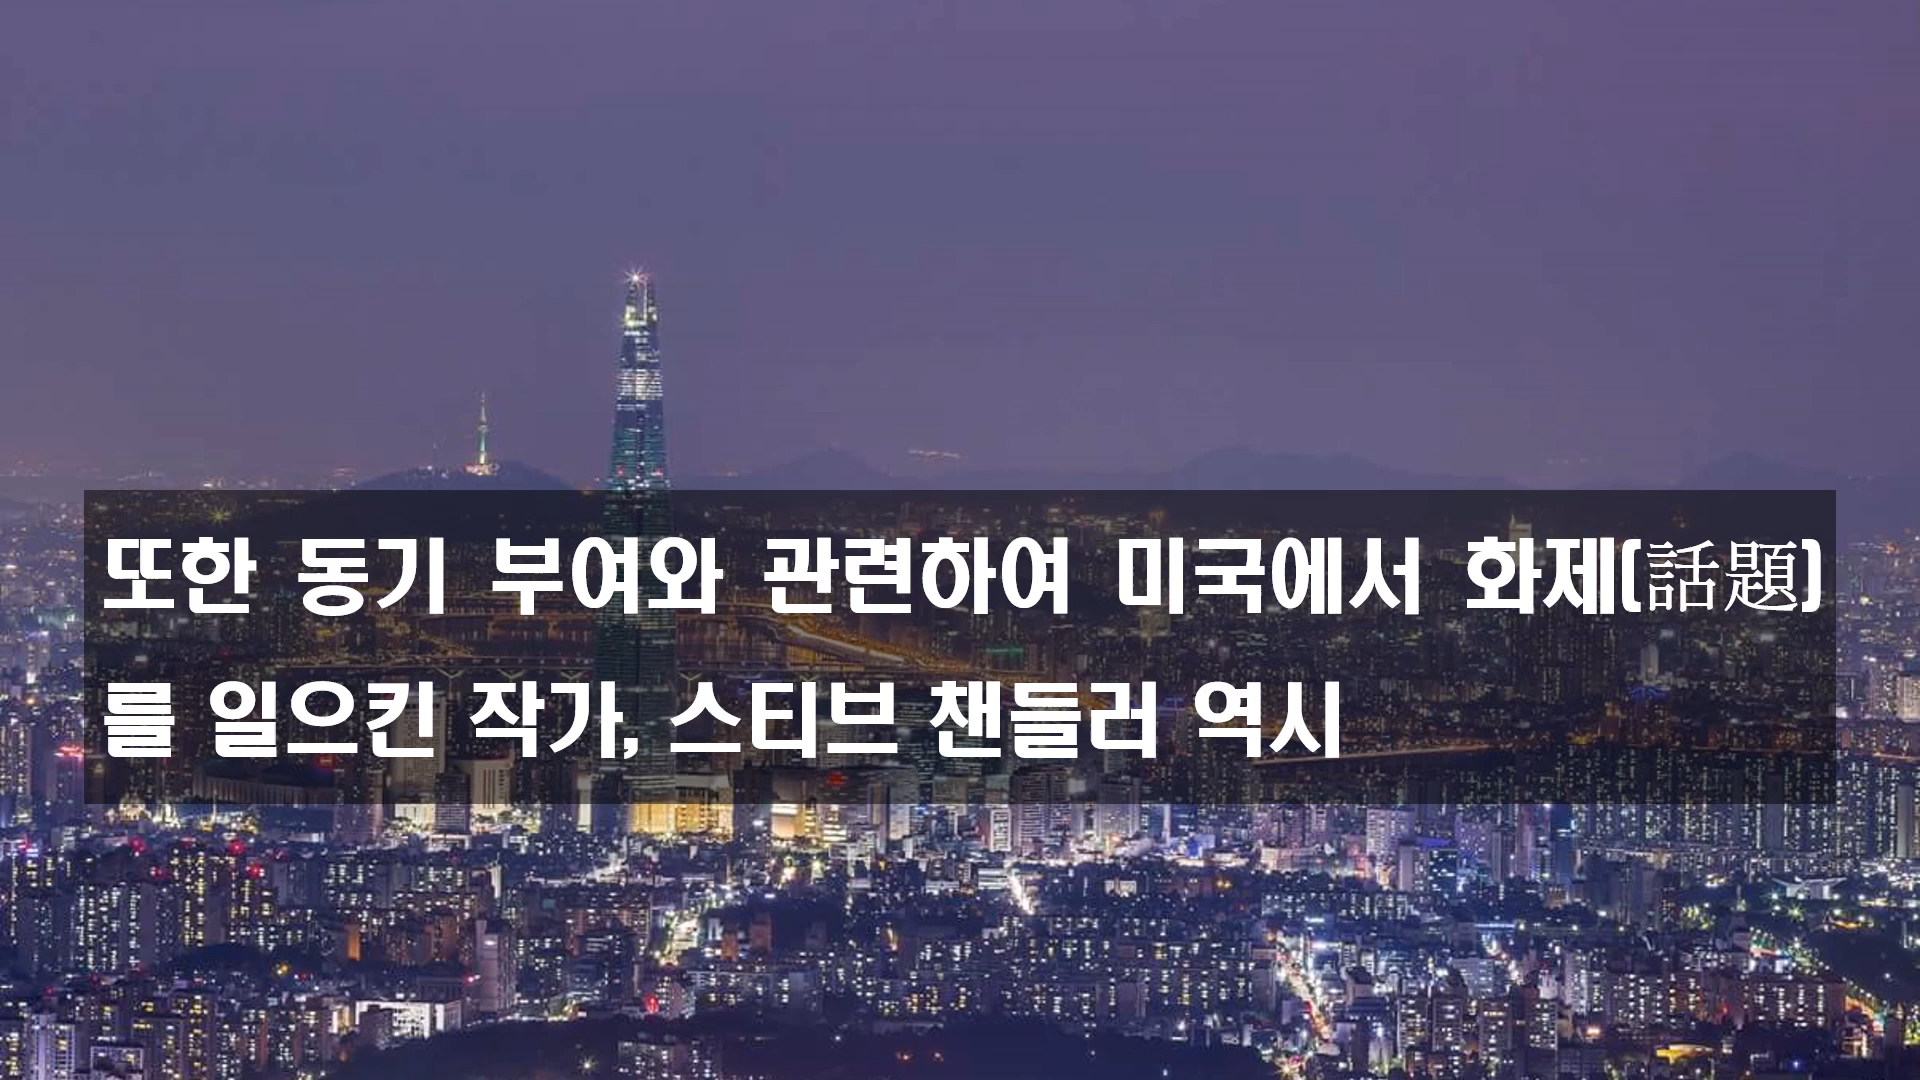 또한 동기 부여와 관련하여 미국에서 화제(話題)
를 일으킨 작가, 스티브 챈들러 역시